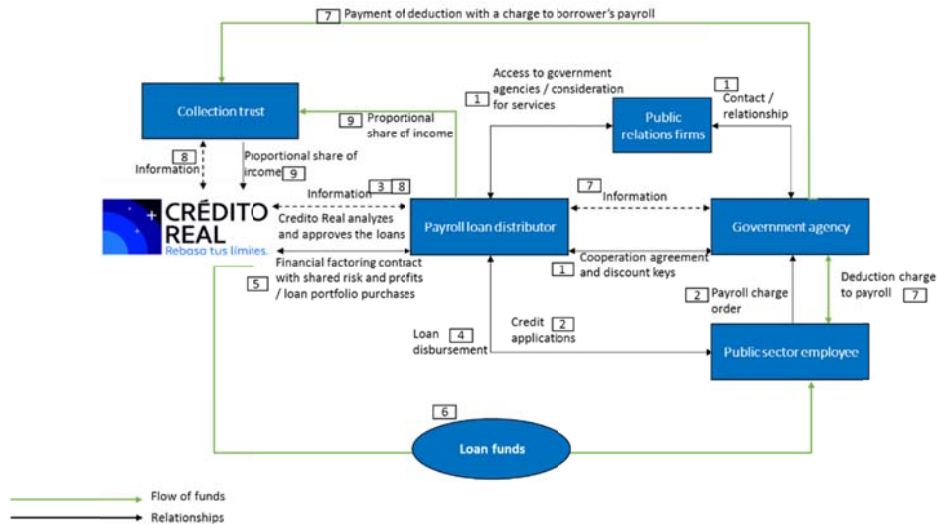 7 Payment of deduction with a charge to borrower's payroll
Access to government
agencies / consideration
1 for services
1
Contact /
relationship
Collection trust
Public
relations firms
9 Proportional
share of income
8
Information
Proportional share of
income 9
Information 3 8
7
Information
CRÉDITO
REAL
Rebasa tus límites.
Credito Real analyzes
and approves the loans
Payroll loan distributor
Government agency
5 Financial factoring contract
with shared risk and profits
/ loan portfolio purchases
1 Cooperation agreement
and discount keys
2 Payroll charge
order
Deduction charge
to payroll 7
Loan 4
disbursement
Credit 2
applications
Public sector employee
6
Loan funds
Flow of funds
Relationships